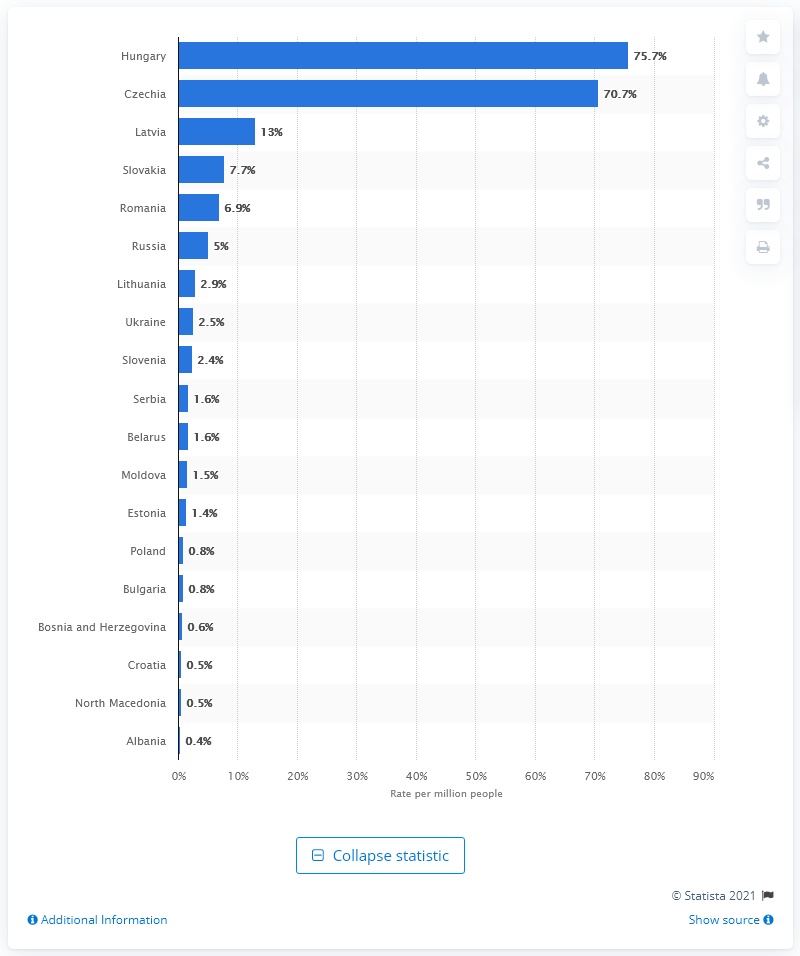 Hungary 75.7%
Czechia 70.7%
Latvia 13%
Slovakia 7.7%
Romania 6.9%
Russia 5%
Lithuania 2.9%
Ukraine 2.5%
Slovenia 2.4%
Serbia 1.6%
Belarus 1.6%
Moldova 1.5%
Estonia 1.4%
Poland 0.8%
Bulgaria 0.8%
Bosnia and Herzegovina 0.6%
Croatia 0.5%
North Macedonia 0.5%
Albania 0.4%
0% 10% 20% 30% 40% 50% 60% 70% 80% 90%
Rate per million people
Collapse statistic
© Statista 2021
Additional Information Show source